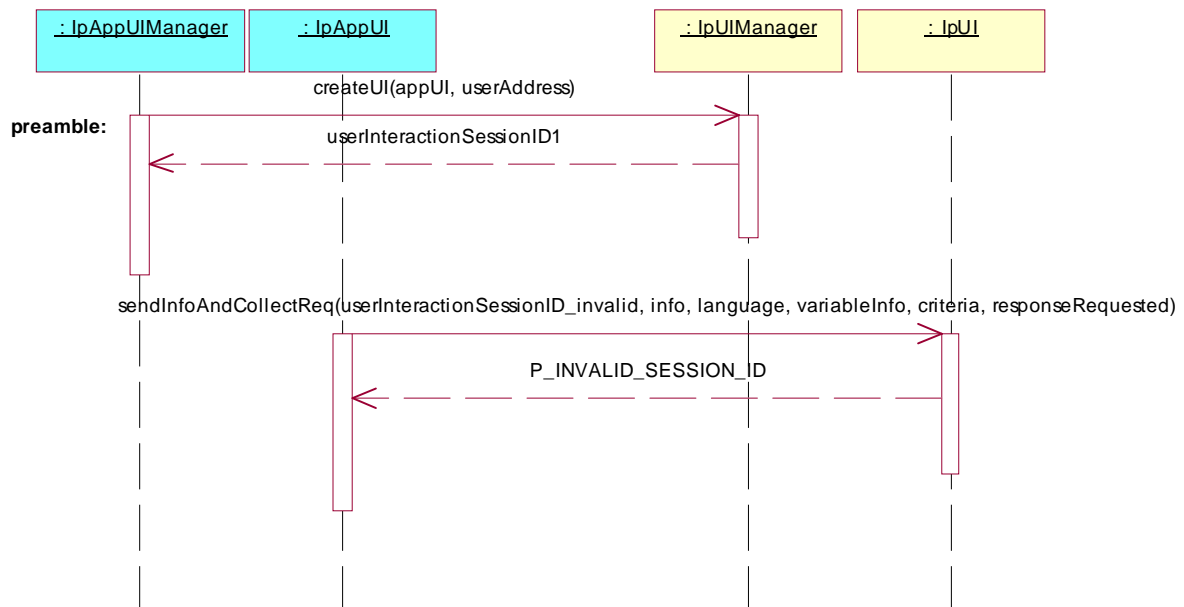 : IpAppUIManager
: IpAppUI
: IpUIManager
: IpUI
createUI(appUI, userAddress)
preamble:
userInteractionSessionID1
sendInfoAndCollectReq(userInteractionSessionID_invalid, info, language, variableInfo, criteria, responseRequested)
P_INVALID_SESSION_ID